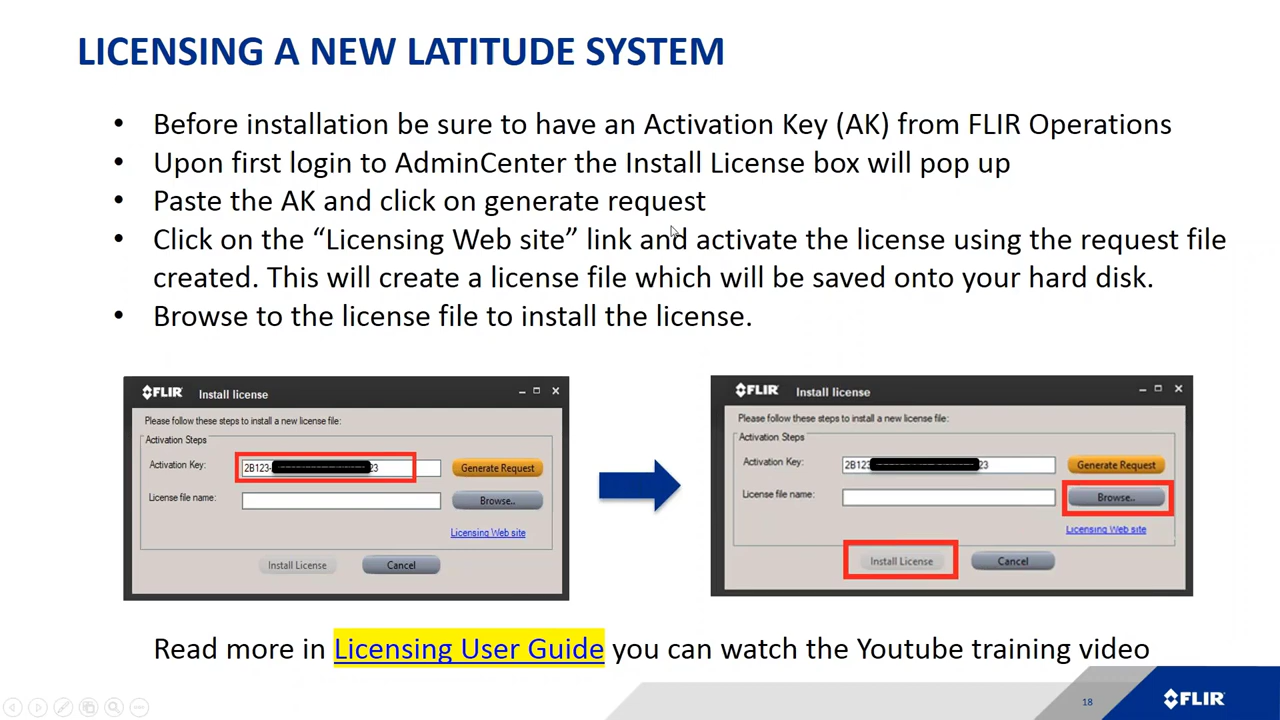 LICENSING A NEW LATITUDE SYSTEM
• Before installation be sure to have an Activation Key (AK) from FLIR Operations
• Upon first login to AdminCenter the Install License box will pop up
• Paste the AK and click on generate request
• Click on the “Licensing Web site” link and activate the license using the request file
created. This will create a license file which will be saved onto your hard disk.
• Browse to the license file to install the license.
FLIR Install license
Please follow these steps to install a new license file:
Activation Steps
Activation Key: 2B123- 23 Generate Request
License file name: Browse..
Licensing Web site
Install License Cancel
FLIR Install license
Please follow these steps to install a new license file:
Activation Steps
Activation Key: 2B123 23 Generate Request
License file name: Browse..
Licensing Web site
Install License Cancel
Read more in Licensing User Guide you can watch the Youtube training video
18 FLIR